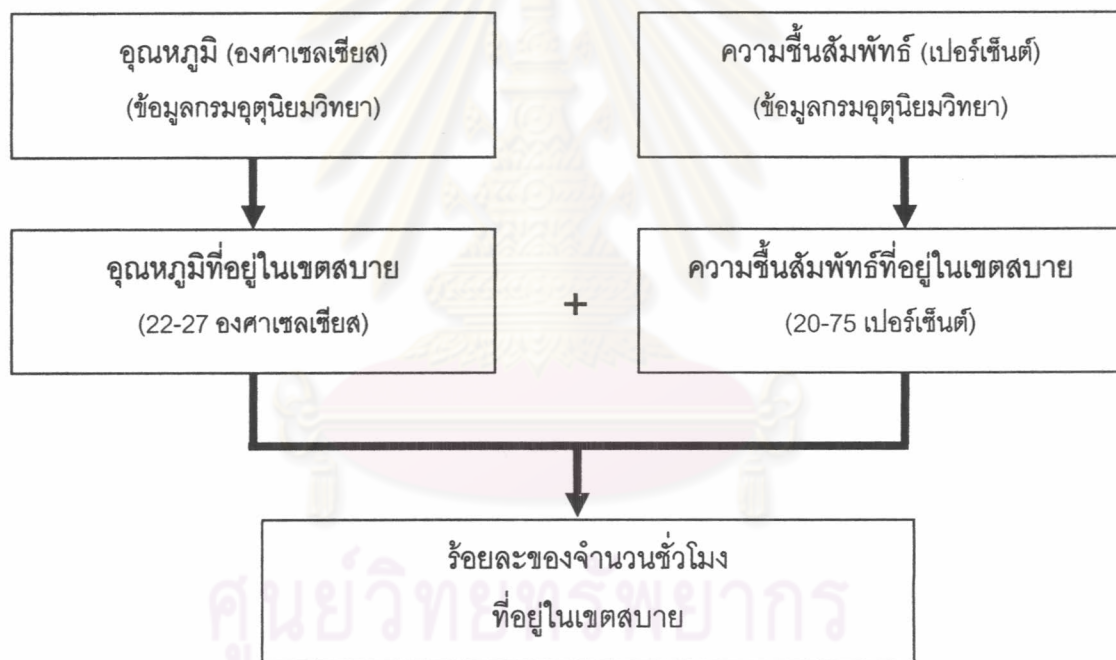 อุณหภูมิ (องศาเซลเซียส)
(ข้อมูลกรมอุตุนิยมวิทยา)
ความชื้นสัมพัทธ์ (เปอร์เซ็นต์)
(ข้อมูลกรมอุตุนิยมวิทยา)
อุณหภูมิที่อยู่ในเขตสบาย
(22-27 องศาเซลเซียส)
+
ความชื้นสัมพัทธ์ที่อยู่ในเขตสบาย
(20-75 เปอร์เซ็นต์)
ร้อยละของจำนวนชั่วโมง
ที่อยู่ในเขตสบาย
ศูนย์วิทยทรัพยากร